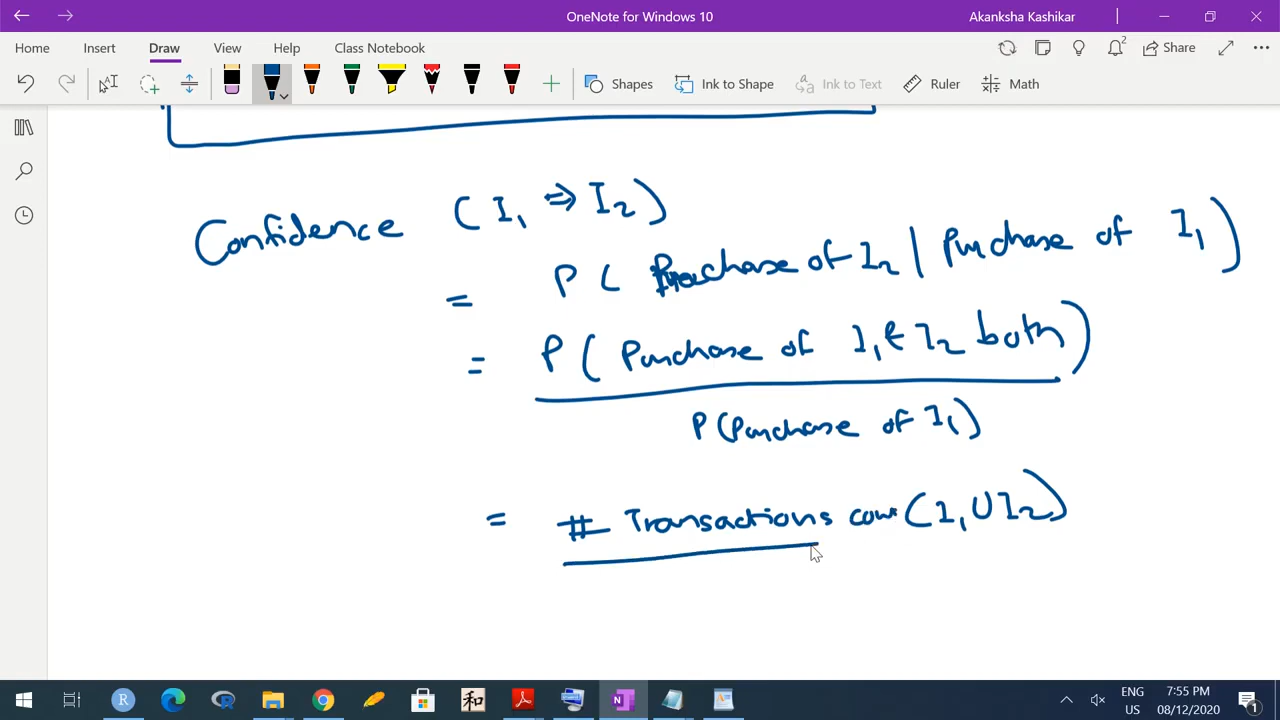 OneNote for Windows 10
Akanksha Kashikar
Home Insert Draw View Help Class Notebook
2 Share
Shapes Ink to Shape Ink to Text Ruler Math
Confidence (I₁ ⇒ I₂)
= P( Purchase of I₂ | Purchase of I₁ )
= P( Purchase of I₁ & I₂ both )
P(Purchase of I₁)
= # Transactions (I₁ ∪ I₂)
ENG 7:55 PM
US 08/12/2020 1